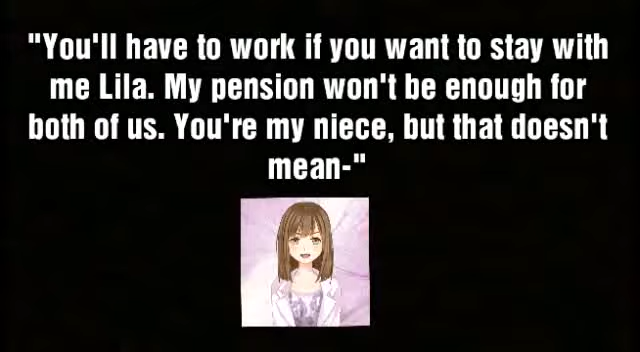 "You'll have to work if you want to stay with
me Lila. My pension won't be enough for
both of us. You're my niece, but that doesn't
mean-"